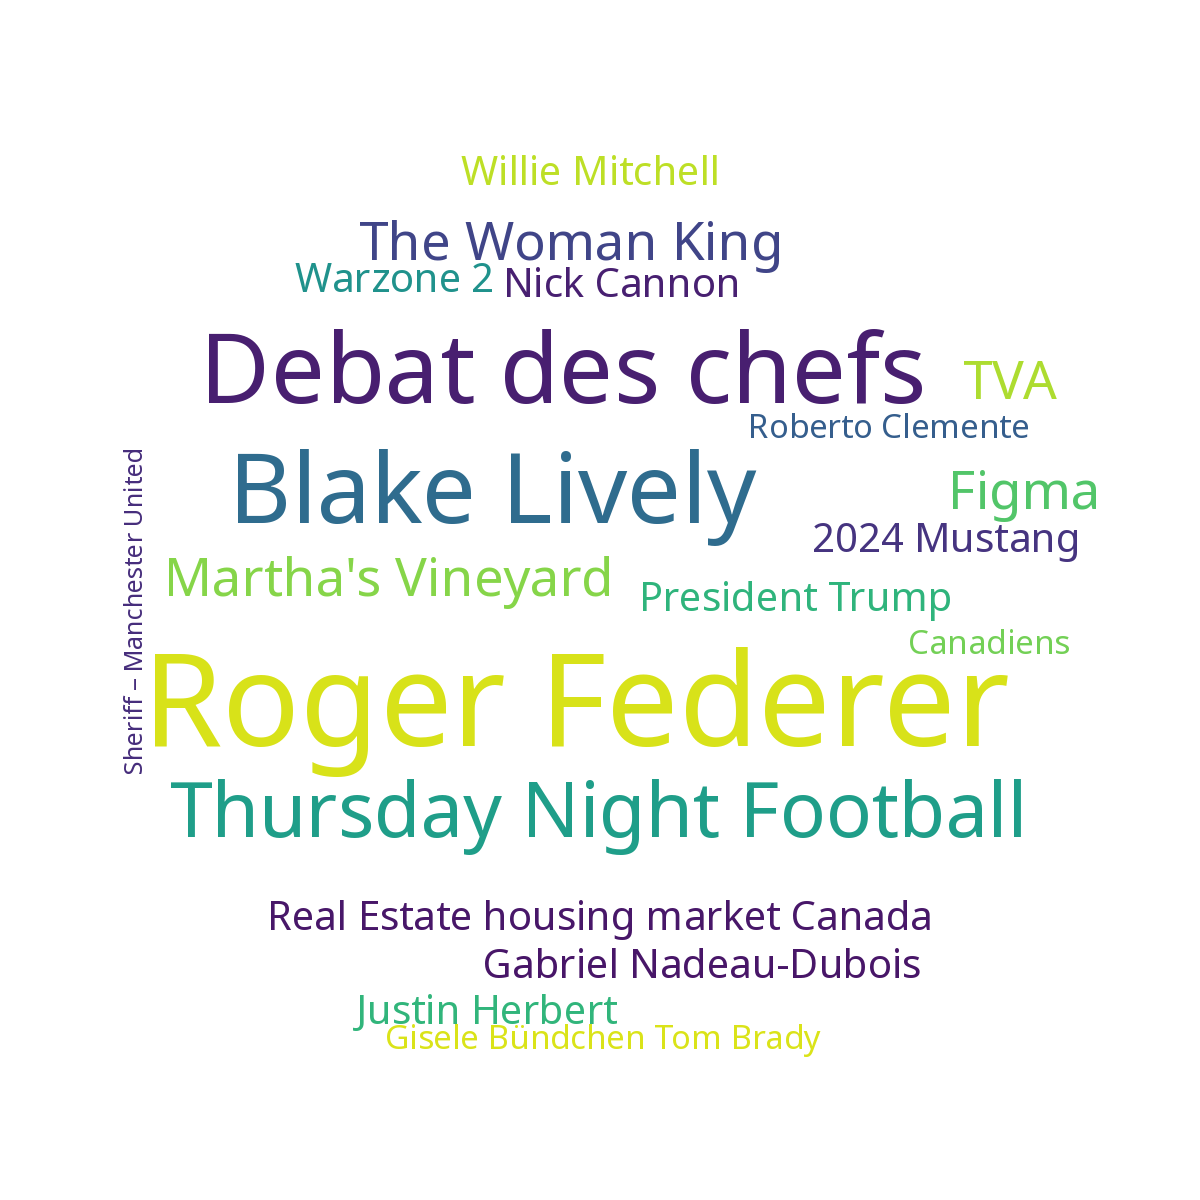 Willie Mitchell
The Woman King
Warzone 2
Nick Cannon
Debat des chefs
TVA
Roberto Clemente
Blake Lively
Figma
2024 Mustang
Martha's Vineyard
President Trump
Canadiens
Sheriff – Manchester United
Roger Federer
Thursday Night Football
Real Estate housing market Canada
Gabriel Nadeau-Dubois
Justin Herbert
Gisele Bündchen Tom Brady